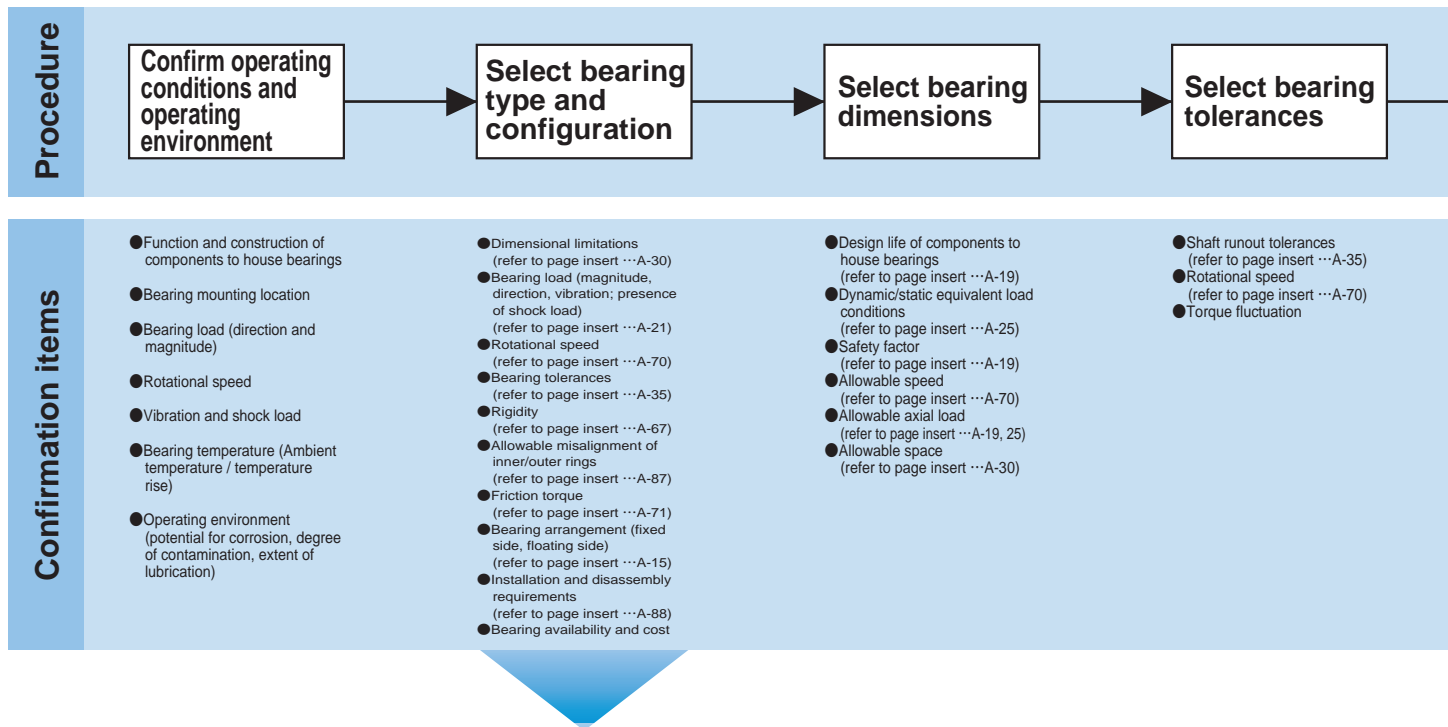 Procedure
Confirm operating
conditions and
operating
environment
Select bearing
type and
configuration
Select bearing
dimensions
Select bearing
tolerances
Confirmation items
●Function and construction of
components to house bearings
●Bearing mounting location
●Bearing load (direction and
magnitude)
●Rotational speed
●Vibration and shock load
●Bearing temperature (Ambient
temperature / temperature
rise)
●Operating environment
(potential for corrosion, degree
of contamination, extent of
lubrication)
●Dimensional limitations
(refer to page insert ⋯A-30)
●Bearing load (magnitude,
direction, vibration; presence
of shock load)
(refer to page insert ⋯A-21)
●Rotational speed
(refer to page insert ⋯A-70)
●Bearing tolerances
(refer to page insert ⋯A-35)
●Rigidity
(refer to page insert ⋯A-67)
●Allowable misalignment of
inner/outer rings
(refer to page insert ⋯A-87)
●Friction torque
(refer to page insert ⋯A-71)
●Bearing arrangement (fixed
side, floating side)
(refer to page insert ⋯A-15)
●Installation and disassembly
requirements
(refer to page insert ⋯A-88)
●Bearing availability and cost
●Design life of components to
house bearings
(refer to page insert ⋯A-19)
●Dynamic/static equivalent load
conditions
(refer to page insert ⋯A-25)
●Safety factor
(refer to page insert ⋯A-19)
●Allowable speed
(refer to page insert ⋯A-70)
●Allowable axial load
(refer to page insert ⋯A-19, 25)
●Allowable space
(refer to page insert ⋯A-30)
●Shaft runout tolerances
(refer to page insert ⋯A-35)
●Rotational speed
(refer to page insert ⋯A-70)
●Torque fluctuation